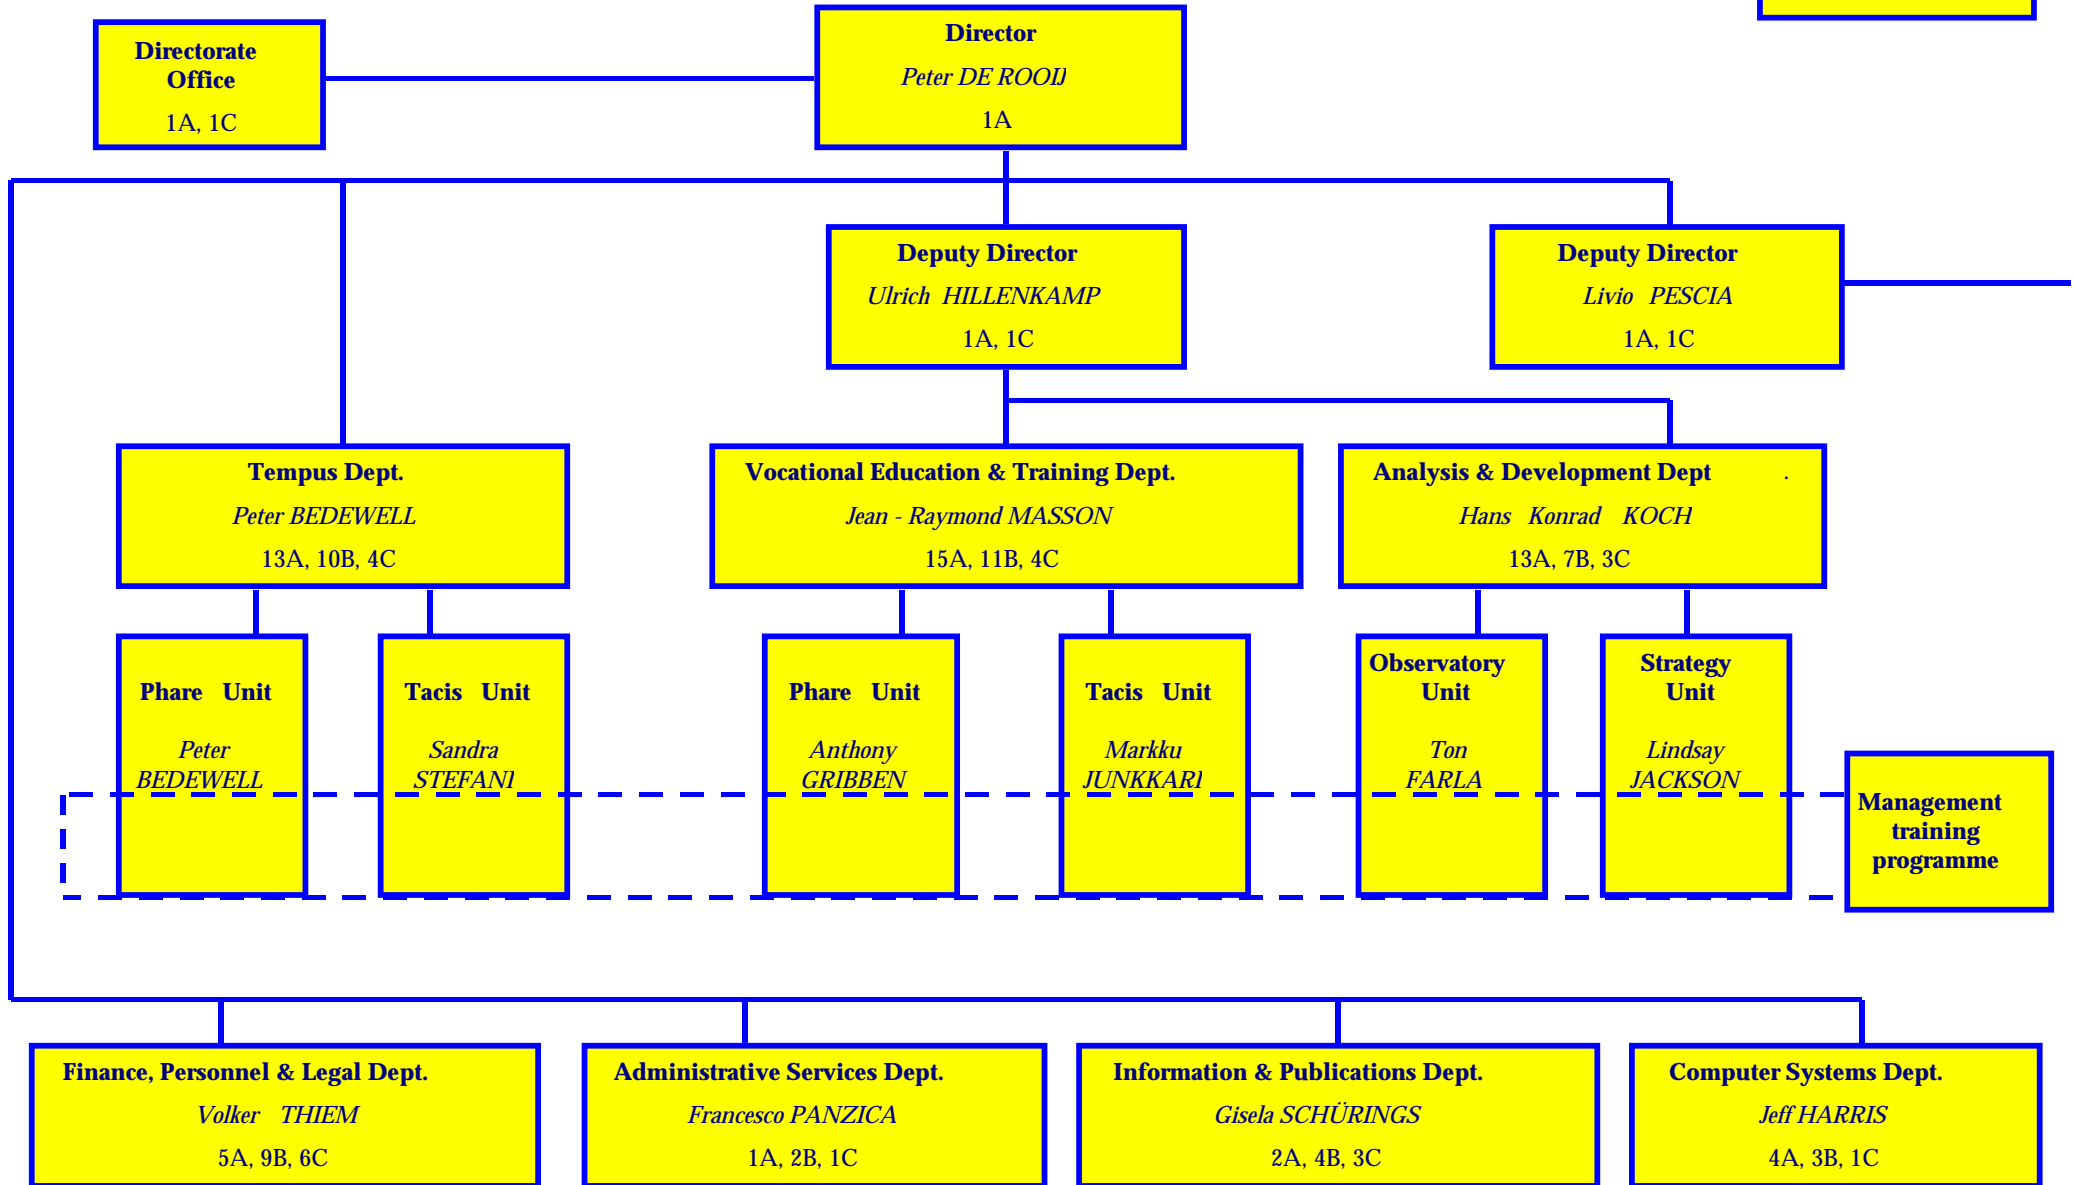 Directorate
Office
1A, 1C
Director
Peter DE ROOIJ
1A
Deputy Director
Ulrich HILLENKAMP
1A, 1C
Deputy Director
Livio PESCIA
1A, 1C
Tempus Dept.
Peter BEDEWELL
13A, 10B, 4C
Vocational Education & Training Dept.
Jean - Raymond MASSON
15A, 11B, 4C
Analysis & Development Dept .
Hans Konrad KOCH
13A, 7B, 3C
Phare Unit
Peter
BEDEWELL
Tacis Unit
Sandra
STEFANI
Phare Unit
Anthony
GRIBBEN
Tacis Unit
Markku
JUNKKARI
Observatory
Unit
Ton
FARLA
Strategy
Unit
Lindsay
JACKSON
Management
training
programme
Finance, Personnel & Legal Dept.
Volker THIEM
5A, 9B, 6C
Administrative Services Dept.
Francesco PANZICA
1A, 2B, 1C
Information & Publications Dept.
Gisela SCHÜRINGS
2A, 4B, 3C
Computer Systems Dept.
Jeff HARRIS
4A, 3B, 1C